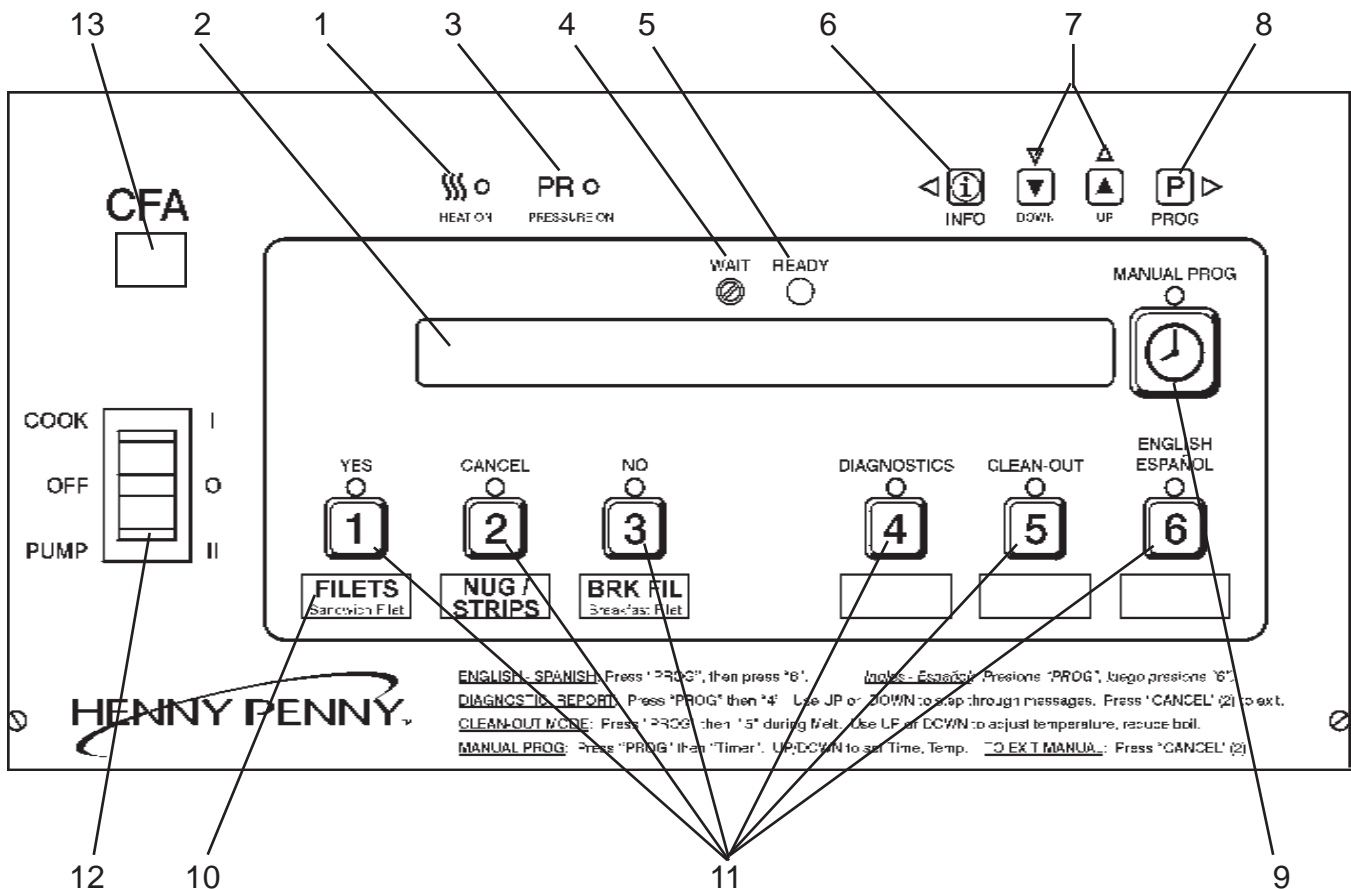 13 2 1 3 4 5 6 7 8
CFA
PR
HEAT ON PRESSURE ON
INFO DOWN UP P PROG
WAIT READY
MANUAL PROG
COOK I
OFF O
PUMP II
YES CANCEL NO DIAGNOSTICS CLEAN-OUT ENGLISH
ESPAÑOL
1 2 3 4 5 6
FILETS NUG / BRK FIL
Sandwich Filet STRIPS Breakfast Filet
HENNY PENNY
ENGLISH - SPANISH: Press "PROG", then press "6". Ingles - Español: Presione "PROG", luego presione "6".
DIAGNOSTIC REPORT: Press "PROG" then "4". Use UP or DOWN to step through messages. Press "CANCEL" (2) to exit.
CLEAN-OUT MODE: Press "PROG" then "5" during Melt. Use UP or DOWN to adjust temperature, reduce boil.
MANUAL PROG: Press "PROG" then "Timer". UP/DOWN to set Time, Temp. TO EXIT MANUAL: Press "CANCEL" (2)
12 10 11 9